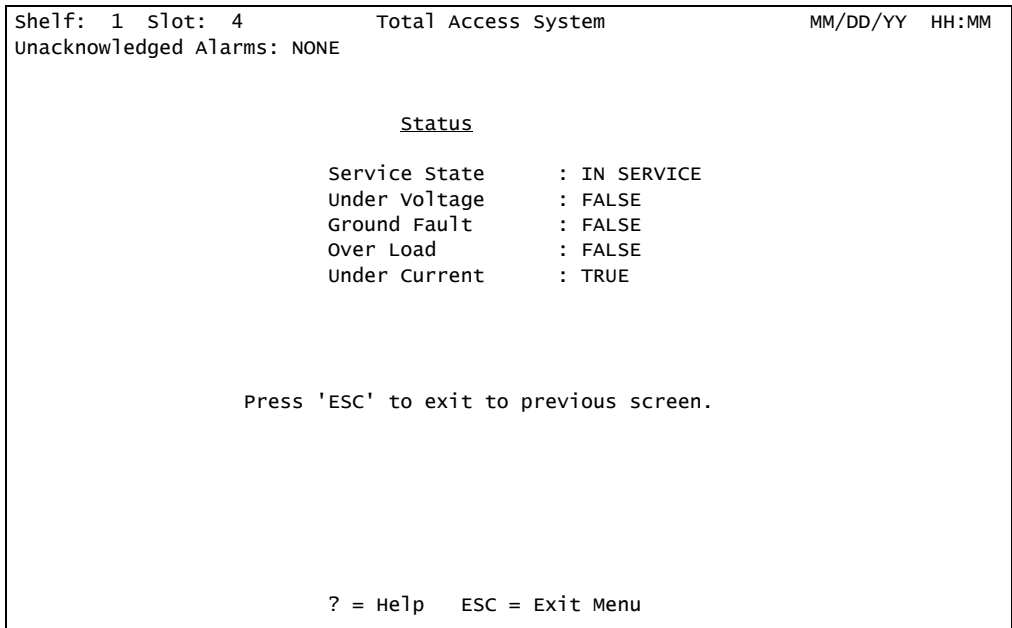 Shelf: 1 Slot: 4 Total Access System MM/DD/YY HH:MM
Unacknowledged Alarms: NONE
Status
Service State : IN SERVICE
Under Voltage : FALSE
Ground Fault : FALSE
Over Load : FALSE
Under Current : TRUE
Press 'ESC' to exit to previous screen.
? = Help ESC = Exit Menu